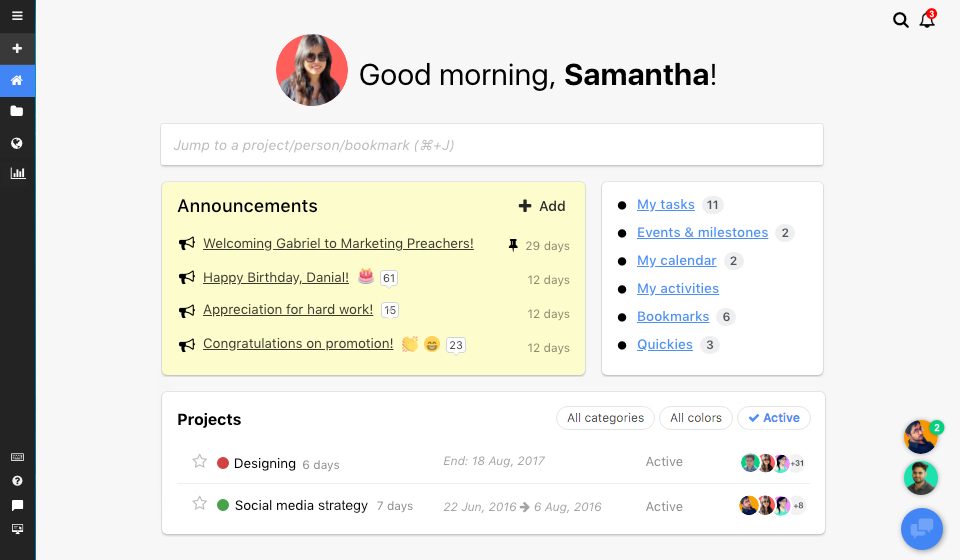 3
Good morning, Samantha!
Jump to a project/person/bookmark (⌘+J)
Announcements
Add
Welcoming Gabriel to Marketing Preachers!
29 days
Happy Birthday, Danial! 61
12 days
Appreciation for hard work! 15
12 days
Congratulations on promotion! 23
12 days
My tasks 11
Events & milestones 2
My calendar 2
My activities
Bookmarks 6
Quickies 3
Projects
All categories
All colors
Active
Designing 6 days
End: 18 Aug, 2017
Active
+31
Social media strategy 7 days
22 Jun, 2016 → 6 Aug, 2016
Active
+8
2